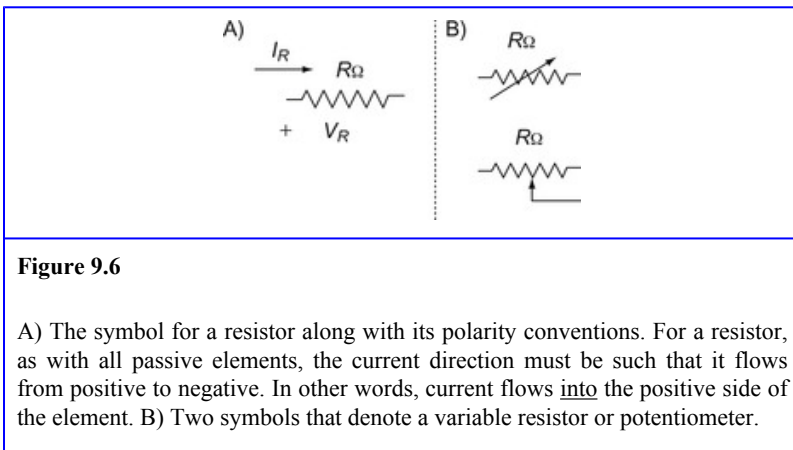 A)
I_R
RΩ
+ V_R
B)
RΩ
RΩ
Figure 9.6
A) The symbol for a resistor along with its polarity conventions. For a resistor,
as with all passive elements, the current direction must be such that it flows
from positive to negative. In other words, current flows into the positive side of
the element. B) Two symbols that denote a variable resistor or potentiometer.